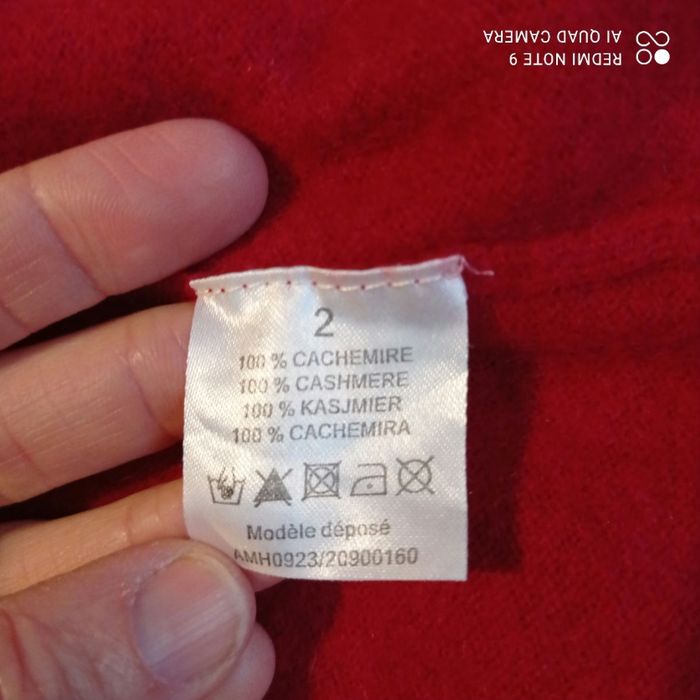 REDMI NOTE 9
AI QUAD CAMERA
2
100 % CACHEMIRE
100 % CASHMERE
100 % KASJMIER
100 % CACHEMIRA
Modèle déposé
AMH0923/20900160